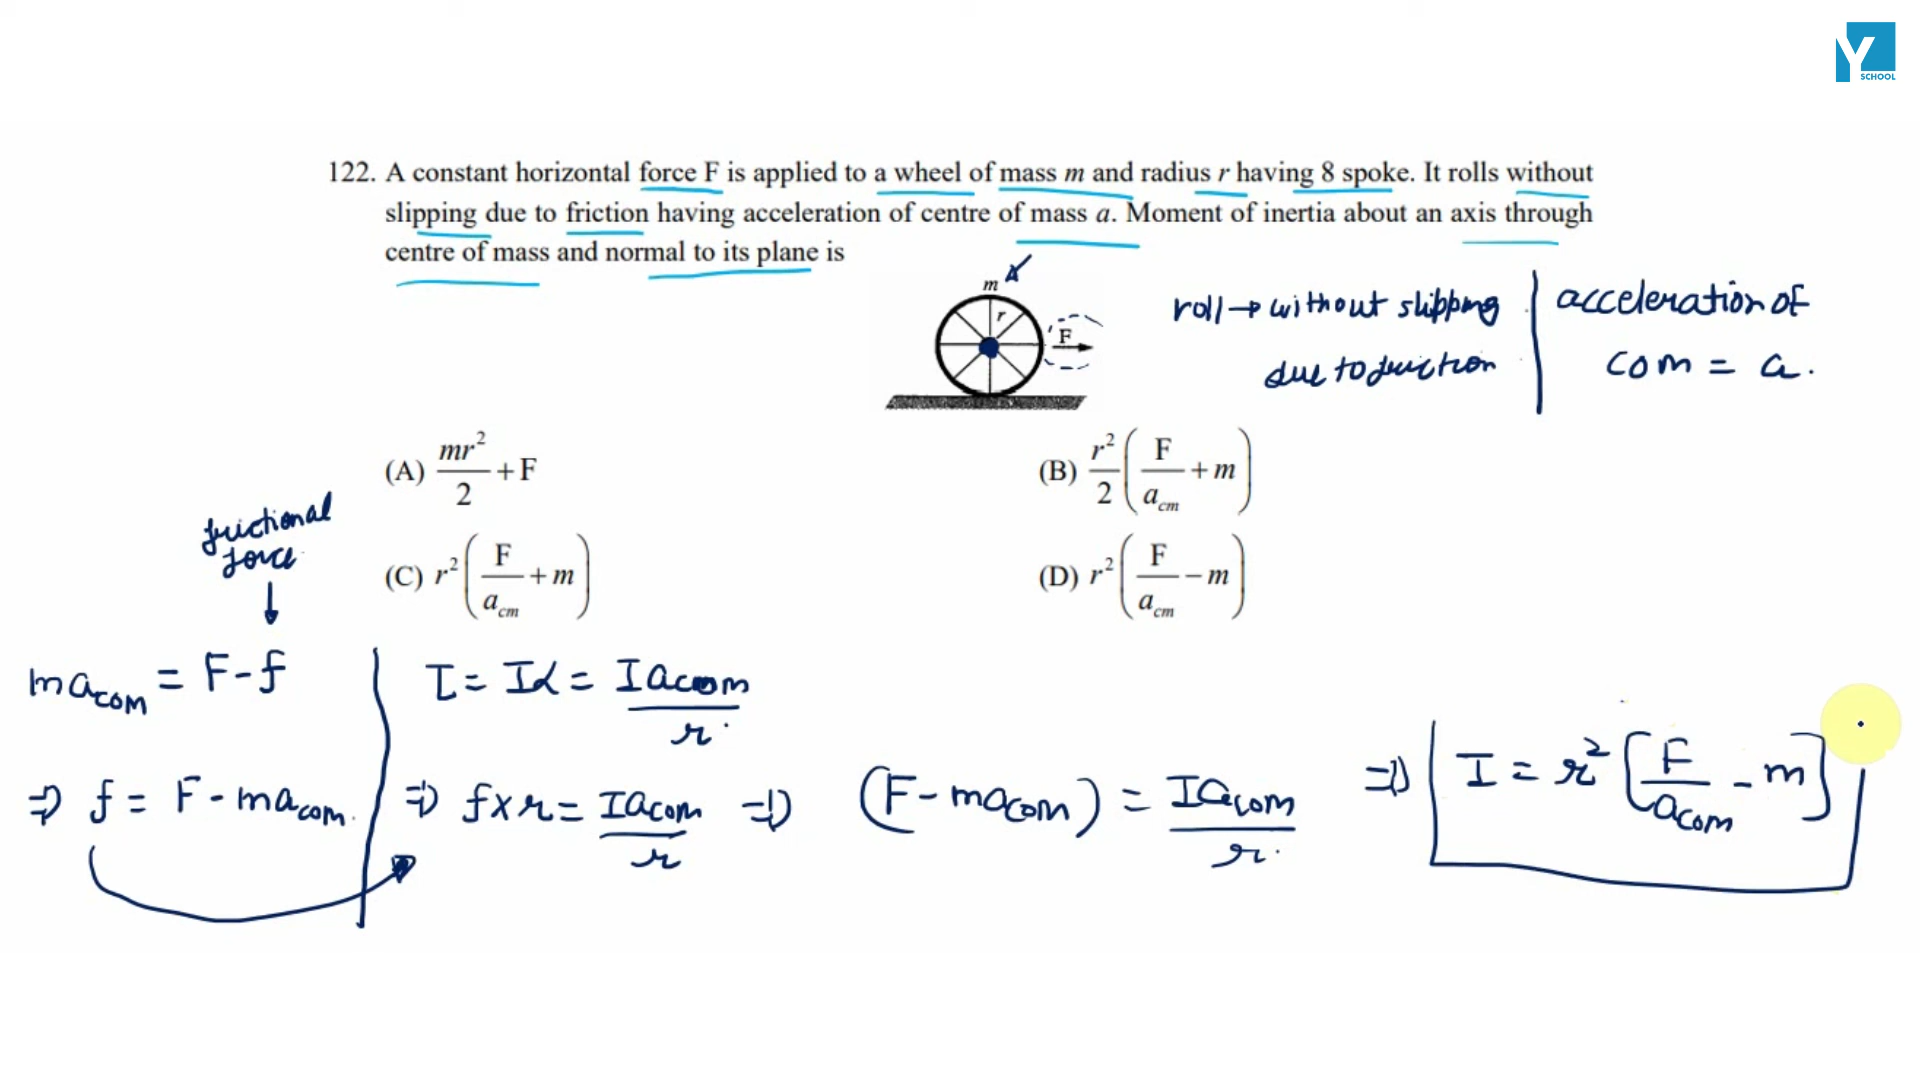 Y SCHOOL
122. A constant horizontal force F is applied to a wheel of mass m and radius r having 8 spoke. It rolls without
slipping due to friction having acceleration of centre of mass a. Moment of inertia about an axis through
centre of mass and normal to its plane is
m
r
F
roll → without slipping
due to friction
acceleration of
com = a.
(A) mr²/2 + F
(B) r²/2 (F/a_cm + m)
(C) r² (F/a_cm + m)
(D) r² (F/a_cm − m)
frictional
force
ma_com = F - f
⇒ f = F - ma_com.
τ = Iα = Ia_com/r.
⇒ f x r = Ia_com/r ⇒ (F - ma_com) = Ia_com/r.
⇒ I = r² [F/a_com - m]